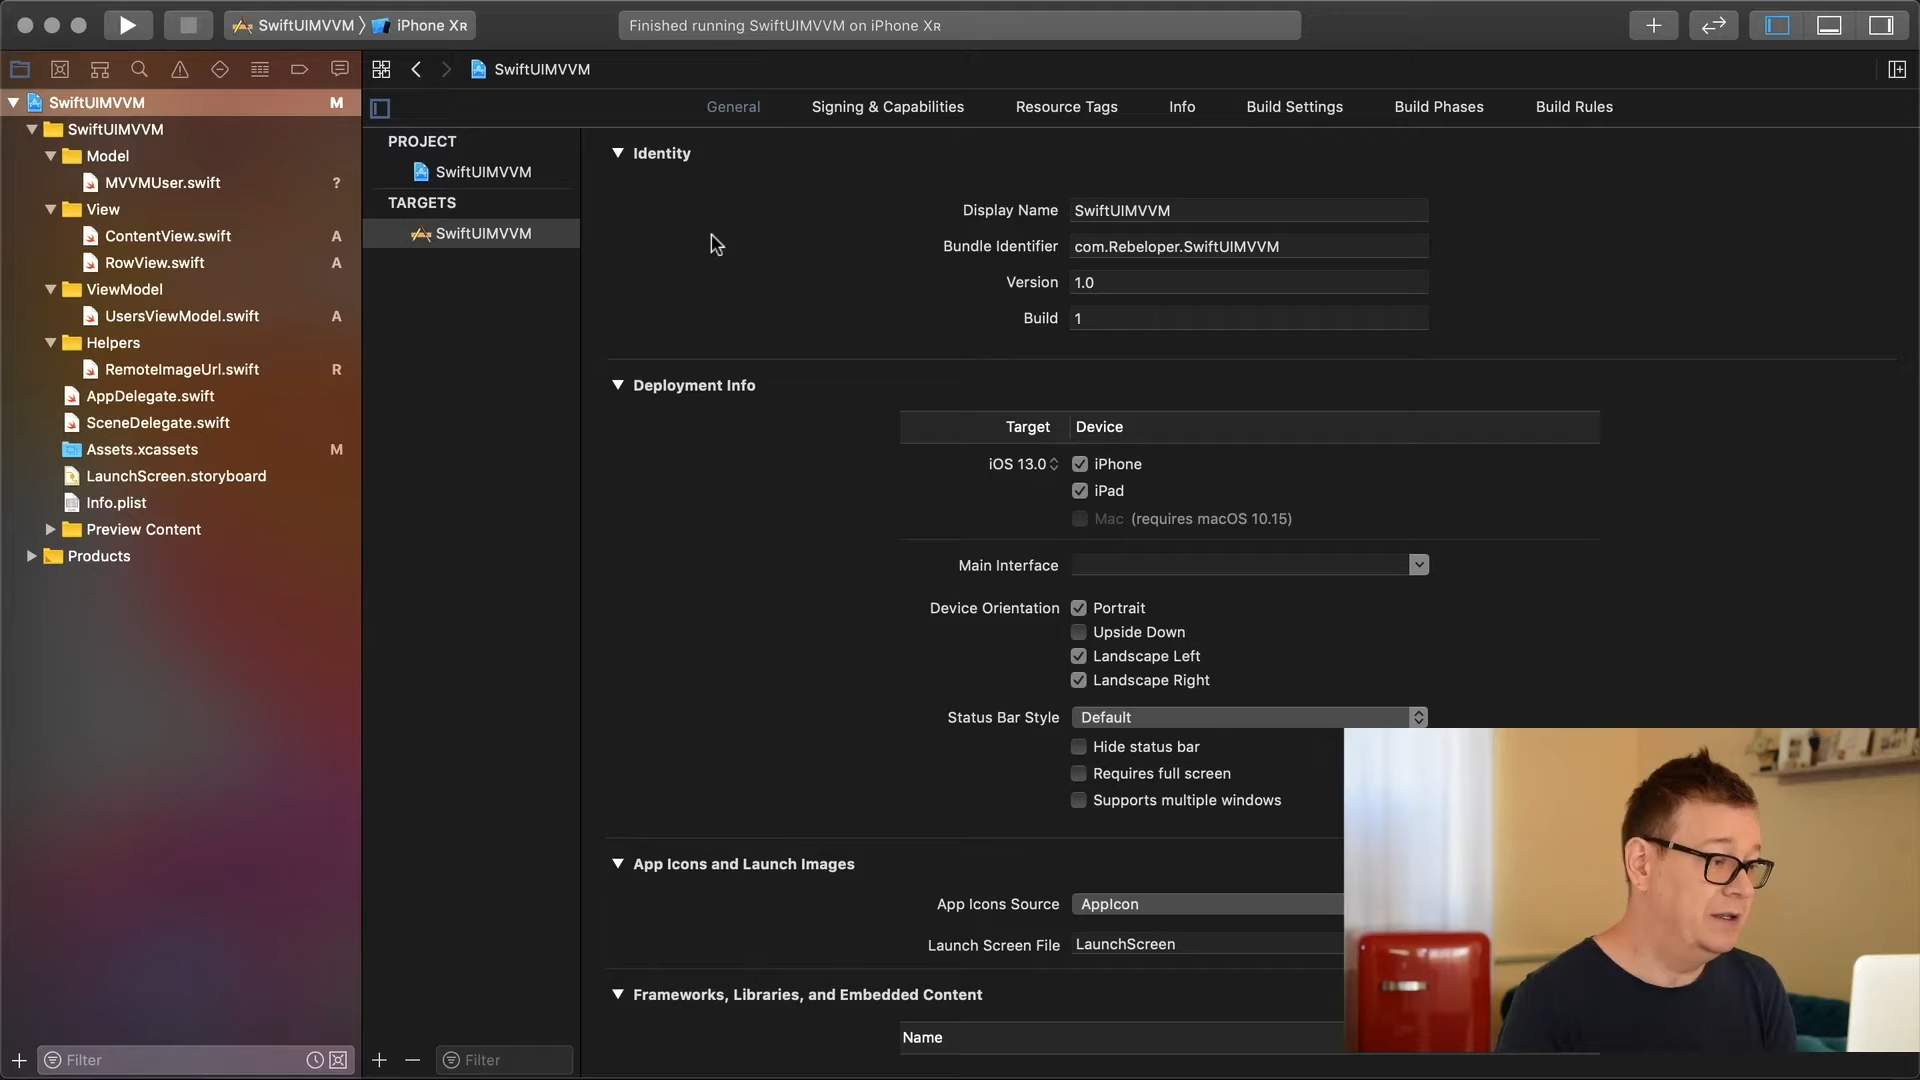 SwiftUIMVVM
iPhone XR
Finished running SwiftUIMVVM on iPhone XR
SwiftUIMVVM
SwiftUIMVVM M
SwiftUIMVVM
Model
MVVMUser.swift ?
View
ContentView.swift A
RowView.swift A
ViewModel
UsersViewModel.swift A
Helpers
RemoteImageUrl.swift R
AppDelegate.swift
SceneDelegate.swift
Assets.xcassets M
LaunchScreen.storyboard
Info.plist
Preview Content
Products
Filter
General Signing & Capabilities Resource Tags Info Build Settings Build Phases Build Rules
PROJECT
SwiftUIMVVM
TARGETS
SwiftUIMVVM
Filter
Identity
Display Name SwiftUIMVVM
Bundle Identifier com.Rebeloper.SwiftUIMVVM
Version 1.0
Build 1
Deployment Info
Target Device
iOS 13.0 iPhone
iPad
Mac (requires macOS 10.15)
Main Interface
Device Orientation Portrait
Upside Down
Landscape Left
Landscape Right
Status Bar Style Default
Hide status bar
Requires full screen
Supports multiple windows
App Icons and Launch Images
App Icons Source AppIcon
Launch Screen File LaunchScreen
Frameworks, Libraries, and Embedded Content
Name